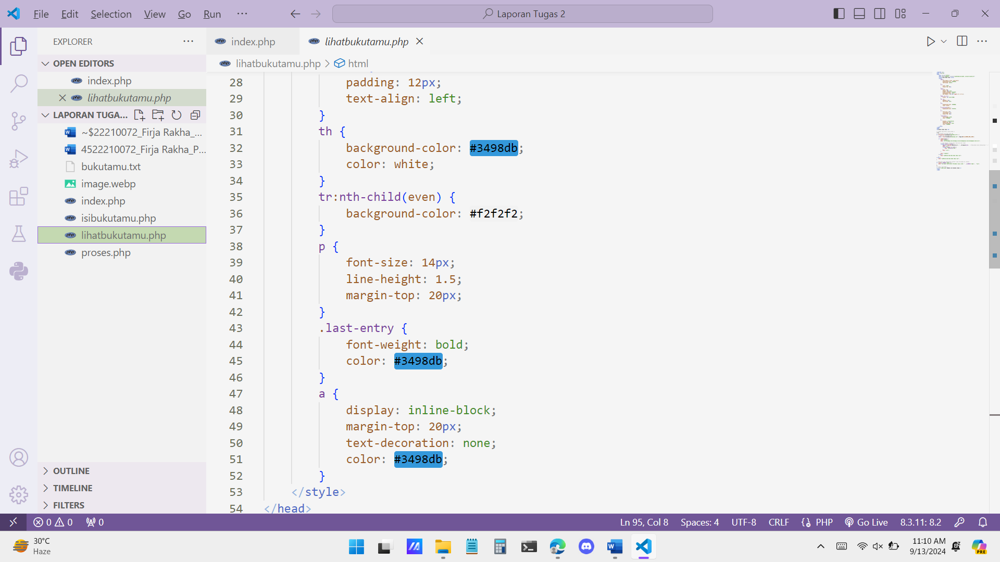 File Edit Selection View Go Run ···
Laporan Tugas 2
EXPLORER ···
index.php
lihatbukutamu.php
OPEN EDITORS
index.php
lihatbukutamu.php
LAPORAN TUGA...
~$22210072_Firja Rakha_...
4522210072_Firja Rakha_P...
bukutamu.txt
image.webp
index.php
isibukutamu.php
lihatbukutamu.php
proses.php
OUTLINE
TIMELINE
FILTERS
lihatbukutamu.php > html
28 padding: 12px;
29 text-align: left;
30 }
31 th {
32 background-color: #3498db;
33 color: white;
34 }
35 tr:nth-child(even) {
36 background-color: #f2f2f2;
37 }
38 p {
39 font-size: 14px;
40 line-height: 1.5;
41 margin-top: 20px;
42 }
43 .last-entry {
44 font-weight: bold;
45 color: #3498db;
46 }
47 a {
48 display: inline-block;
49 margin-top: 20px;
50 text-decoration: none;
51 color: #3498db;
52 }
53 </style>
54 </head>
0 0 0 Ln 95, Col 8 Spaces: 4 UTF-8 CRLF {} PHP Go Live 8.3.11: 8.2
30°C
Haze
11:10 AM
9/13/2024
PRE